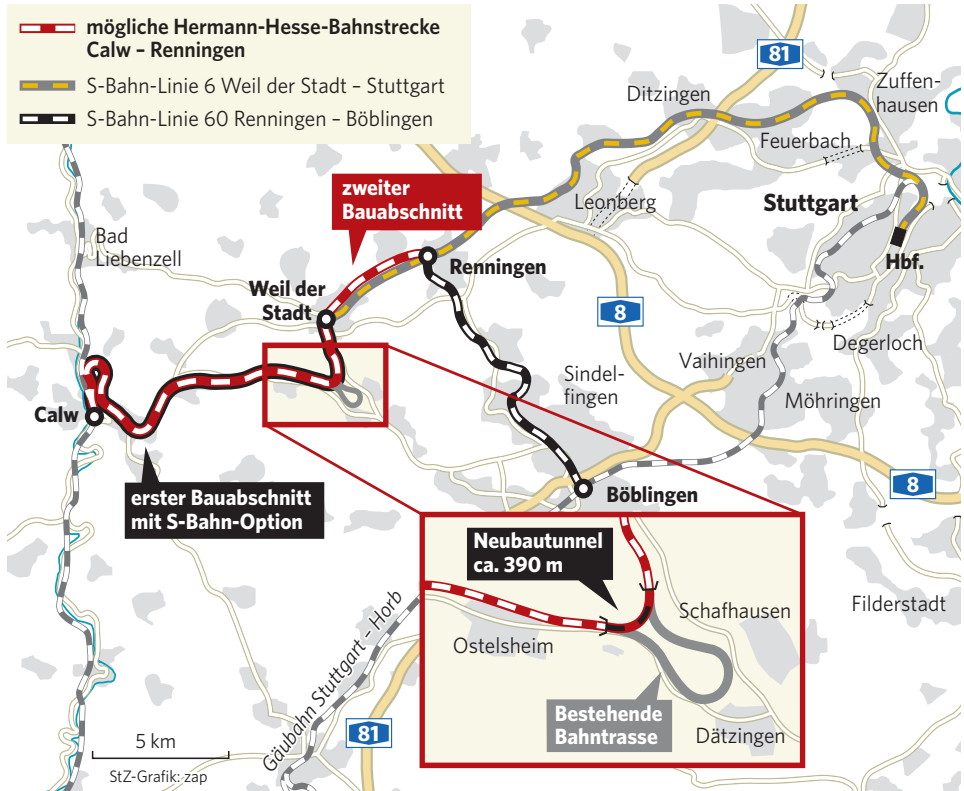 mögliche Hermann-Hesse-Bahnstrecke
Calw – Renningen
S-Bahn-Linie 6 Weil der Stadt – Stuttgart
S-Bahn-Linie 60 Renningen – Böblingen
81
Ditzingen
Zuffen-
hausen
Feuerbach
zweiter
Bauabschnitt
Leonberg
Stuttgart
Bad
Liebenzell
Renningen
Hbf.
Weil der
Stadt
8
Degerloch
Vaihingen
Sindel-
fingen
Möhringen
Calw
erster Bauabschnitt
mit S-Bahn-Option
Böblingen
8
Neubautunnel
ca. 390 m
Schafhausen
Filderstadt
Ostelsheim
Gäubahn Stuttgart – Horb
Bestehende
Bahntrasse
Dätzingen
81
5 km
StZ-Grafik: zap